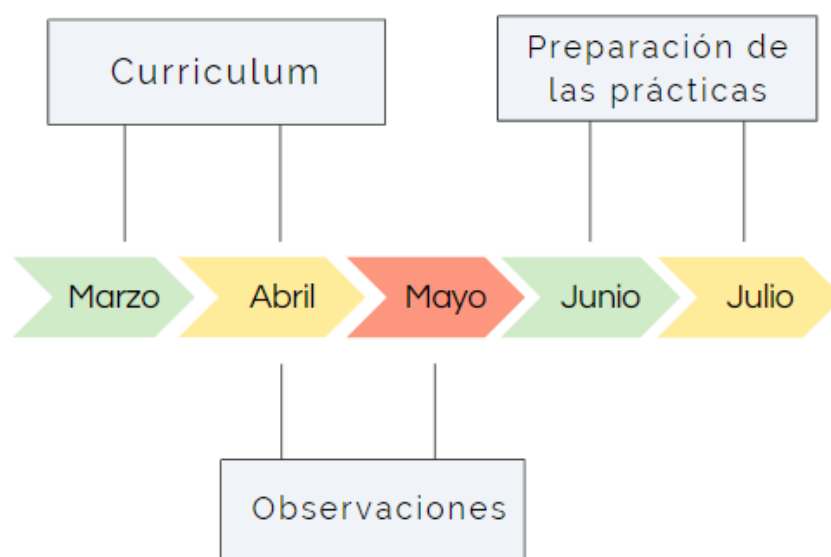 Curriculum
Preparación de
las prácticas
Marzo
Abril
Mayo
Junio
Julio
Observaciones